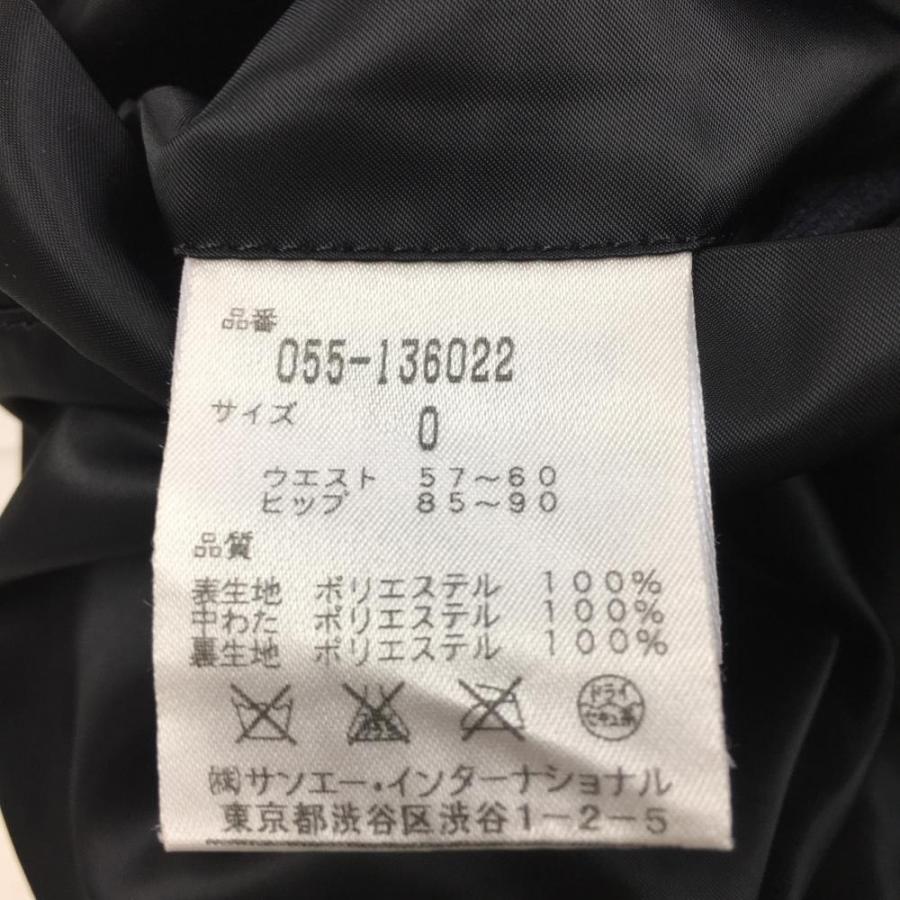 品番
055-136022
サイズ 0
ウエスト 57〜60
ヒップ 85〜90
品質
表生地 ポリエステル 100%
中わた ポリエステル 100%
裏生地 ポリエステル 100%
ドライ
セキユ系
㈱サンエー・インターナショナル
東京都渋谷区渋谷1-2-5